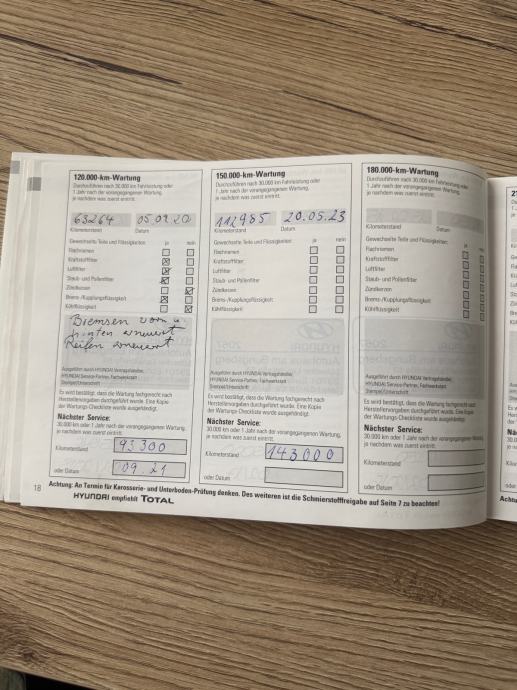 120.000-km-Wartung
Durchzuführen nach 30.000 km Fahrleistung oder
1 Jahr nach der vorangegangenen Wartung,
je nachdem was zuerst eintritt.
63264 05.02.20
Kilometerstand Datum
Gewechselte Teile und Flüssigkeiten: ja nein
Flachriemen
Kraftstofffilter
Luftfilter
Staub- und Pollenfilter
Zündkerzen
Brems-/Kupplungsflüssigkeit
Kühlflüssigkeit
Bremsen vorn u
hinten erneuert
Reifen erneuert
Ausgeführt durch HYUNDAI Vertragshändler,
HYUNDAI Service-Partner, Fachwerkstatt
Stempel/Unterschrift
Es wird bestätigt, dass die Wartung fachgerecht nach
Herstellervorgaben durchgeführt wurde. Eine Kopie
der Wartungs-Checkliste wurde ausgehändigt.
Nächster Service:
30.000 km oder 1 Jahr nach der vorangegangenen Wartung,
je nachdem was zuerst eintritt.
Kilometerstand 93300
oder Datum 09.21
150.000-km-Wartung
Durchzuführen nach 30.000 km Fahrleistung oder
1 Jahr nach der vorangegangenen Wartung,
je nachdem was zuerst eintritt.
112985 20.05.23
Kilometerstand Datum
Gewechselte Teile und Flüssigkeiten: ja nein
Flachriemen
Kraftstofffilter
Luftfilter
Staub- und Pollenfilter
Zündkerzen
Brems-/Kupplungsflüssigkeit
Kühlflüssigkeit
Ausgeführt durch HYUNDAI Vertragshändler,
HYUNDAI Service-Partner, Fachwerkstatt
Stempel/Unterschrift
Es wird bestätigt, dass die Wartung fachgerecht nach
Herstellervorgaben durchgeführt wurde. Eine Kopie
der Wartungs-Checkliste wurde ausgehändigt.
Nächster Service:
30.000 km oder 1 Jahr nach der vorangegangenen Wartung,
je nachdem was zuerst eintritt.
Kilometerstand 143000
oder Datum
180.000-km-Wartung
Durchzuführen nach 30.000 km Fahrleistung oder
1 Jahr nach der vorangegangenen Wartung,
je nachdem was zuerst eintritt.
Kilometerstand Datum
Gewechselte Teile und Flüssigkeiten: ja nein
Flachriemen
Kraftstofffilter
Luftfilter
Staub- und Pollenfilter
Zündkerzen
Brems-/Kupplungsflüssigkeit
Kühlflüssigkeit
Ausgeführt durch HYUNDAI Vertragshändler,
HYUNDAI Service-Partner, Fachwerkstatt
Stempel/Unterschrift
Es wird bestätigt, dass die Wartung fachgerecht nach
Herstellervorgaben durchgeführt wurde. Eine Kopie
der Wartungs-Checkliste wurde ausgehändigt.
Nächster Service:
30.000 km oder 1 Jahr nach der vorangegangenen Wartung,
je nachdem was zuerst eintritt.
Kilometerstand
oder Datum
18 Achtung: An Termine für Karosserie- und Unterboden-Prüfung denken. Des weiteren ist die Schmierstofffreigabe auf Seite 7 zu beachten!
HYUNDAI empfiehlt TOTAL